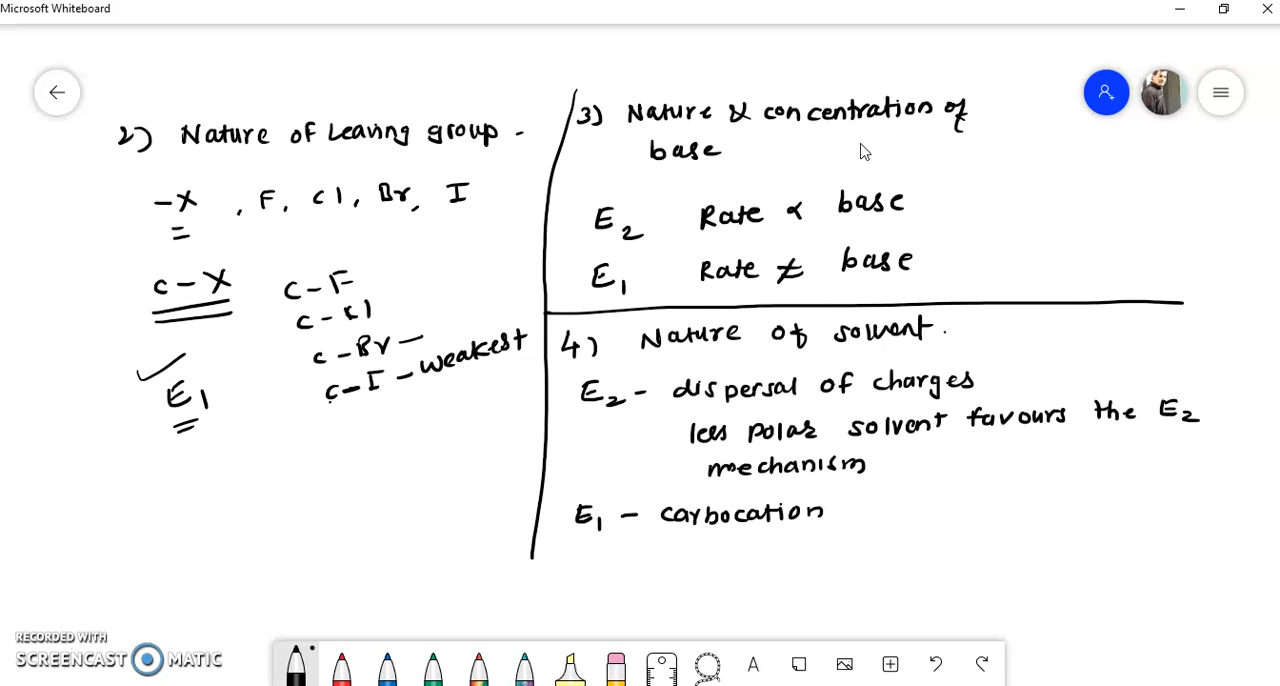 Microsoft Whiteboard
2) Nature of Leaving group -
-X , F, Cl, Br, I
C-X
C-F
C-Cl
C-Br -
C-I - weakest
E1
3) Nature & concentration of
base
E2 Rate ∝ base
E1 Rate ≠ base
4) Nature of solvent.
E2 - dispersal of charges
less polar solvent favours the E2
mechanism
E1 - carbocation
RECORDED WITH
SCREENCAST MATIC
A